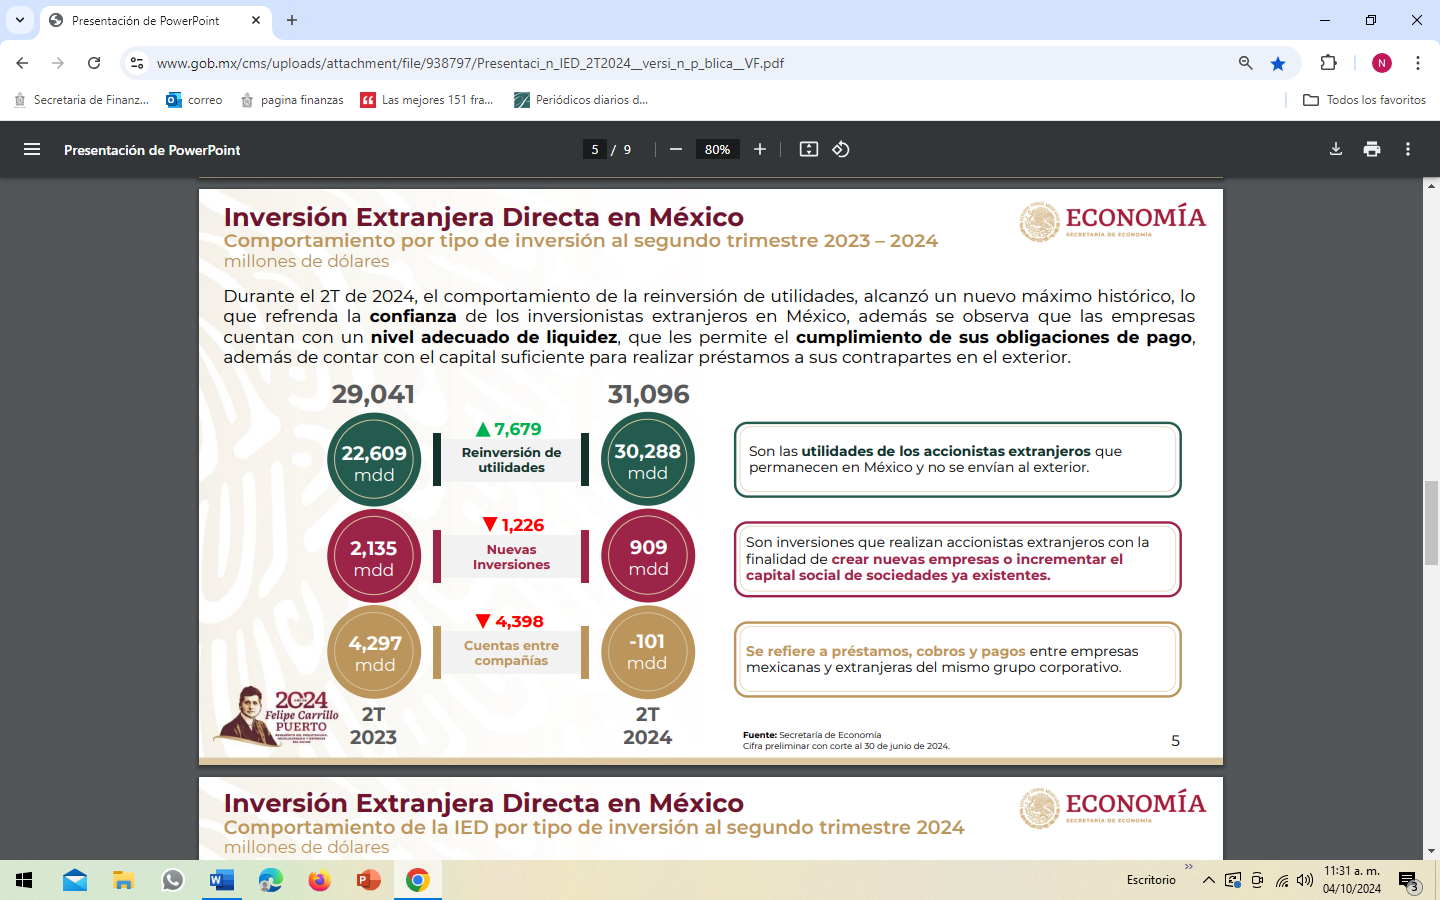 Presentación de PowerPoint
www.gob.mx/cms/uploads/attachment/file/938797/Presentaci_n_IED_2T2024__versi_n_p_blica__VF.pdf
N
Secretaria de Finanz...
correo
pagina finanzas
Las mejores 151 fra...
Periódicos diarios d...
Todos los favoritos
Presentación de PowerPoint
5 / 9
80%
Inversión Extranjera Directa en México
Comportamiento por tipo de inversión al segundo trimestre 2023 – 2024
millones de dólares
ECONOMÍA
SECRETARÍA DE ECONOMÍA
Durante el 2T de 2024, el comportamiento de la reinversión de utilidades, alcanzó un nuevo máximo histórico, lo
que refrenda la confianza de los inversionistas extranjeros en México, además se observa que las empresas
cuentan con un nivel adecuado de liquidez, que les permite el cumplimiento de sus obligaciones de pago,
además de contar con el capital suficiente para realizar préstamos a sus contrapartes en el exterior.
29,041
31,096
22,609
mdd
▲ 7,679
Reinversión de
utilidades
30,288
mdd
Son las utilidades de los accionistas extranjeros que
permanecen en México y no se envían al exterior.
2,135
mdd
▼ 1,226
Nuevas
Inversiones
909
mdd
Son inversiones que realizan accionistas extranjeros con la
finalidad de crear nuevas empresas o incrementar el
capital social de sociedades ya existentes.
4,297
mdd
▼ 4,398
Cuentas entre
compañías
-101
mdd
Se refiere a préstamos, cobros y pagos entre empresas
mexicanas y extranjeras del mismo grupo corporativo.
2024
Felipe Carrillo
PUERTO
2T
2023
2T
2024
Fuente: Secretaría de Economía
Cifra preliminar con corte al 30 de junio de 2024.
5
Inversión Extranjera Directa en México
Comportamiento de la IED por tipo de inversión al segundo trimestre 2024
millones de dólares
ECONOMÍA
SECRETARÍA DE ECONOMÍA
Escritorio
11:31 a. m.
04/10/2024
3